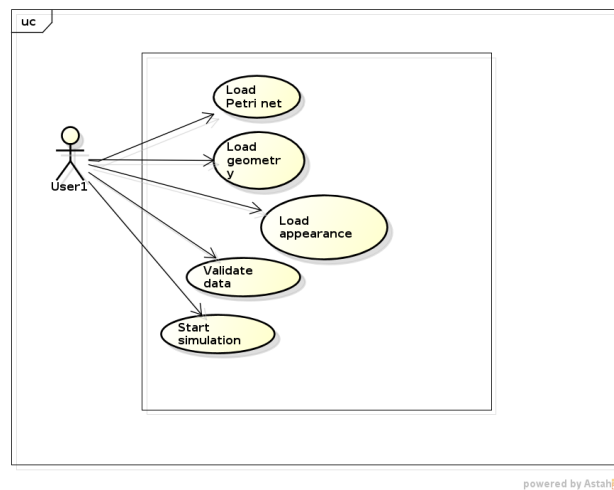 uc
Load
Petri net
Load
geometr
y
User1
Load
appearance
Validate
data
Start
simulation
powered by Astah